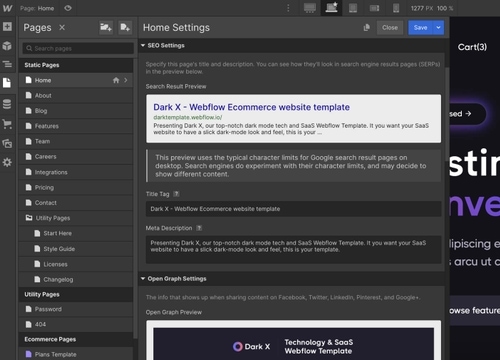 Page: Home
1277 PX 100 %
Pages
Home Settings
Close
Save
Search pages
Static Pages
Home
About
Blog
Features
Team
Careers
Integrations
Pricing
Contact
Utility Pages
Start Here
Style Guide
Licenses
Changelog
Utility Pages
Password
404
Ecommerce Pages
Plans Template
SEO Settings
Specify this page's title and description. You can see how they'll look in search engine results pages (SERPs)
in the preview below
Search Result Preview
Dark X - Webflow Ecommerce website template
darktemplate.webflow.io/
Presenting Dark X, our top-notch dark mode tech and SaaS Webflow Template. It you want your SaaS
website to have a slick dark-mode look and feel, this is your ...
This preview uses the typical character limits for Google search result pages on
desktop. Search engines do experiment with their character limits, and may decide to
show different content.
Title Tag ?
Dark X - Webflow Ecommerce website template
Meta Description ?
Presenting Dark X, our top-notch dark mode tech and SaaS Webflow Template. It you want your SaaS
website to have a slick dark-mode look and feel, this is your template.
Open Graph Settings
The info that shows up when sharing content on Facebook, Twitter, LinkedIn, Pinterest, and Google+.
Open Graph Preview
Dark X
Technology & SaaS
Webflow Template
Cart(3)
sed →
stin
nve
dipiscing e
s arcu ut c
owse feature